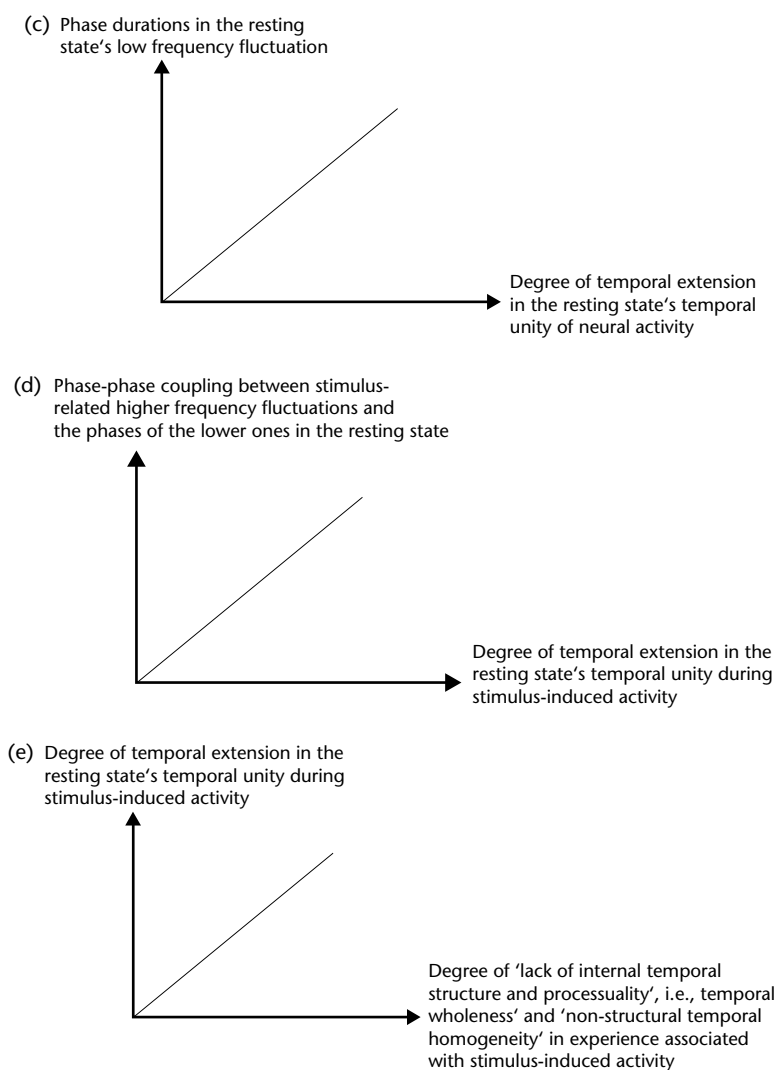 (c) Phase durations in the resting
state‘s low frequency fluctuation
Degree of temporal extension
in the resting state‘s temporal
unity of neural activity
(d) Phase-phase coupling between stimulus-
related higher frequency fluctuations and
the phases of the lower ones in the resting state
Degree of temporal extension in the
resting state‘s temporal unity during
stimulus-induced activity
(e) Degree of temporal extension in the
resting state‘s temporal unity during
stimulus-induced activity
Degree of ‘lack of internal temporal
structure and processuality‘, i.e., temporal
wholeness‘ and ‘non-structural temporal
homogeneity‘ in experience associated
with stimulus-induced activity